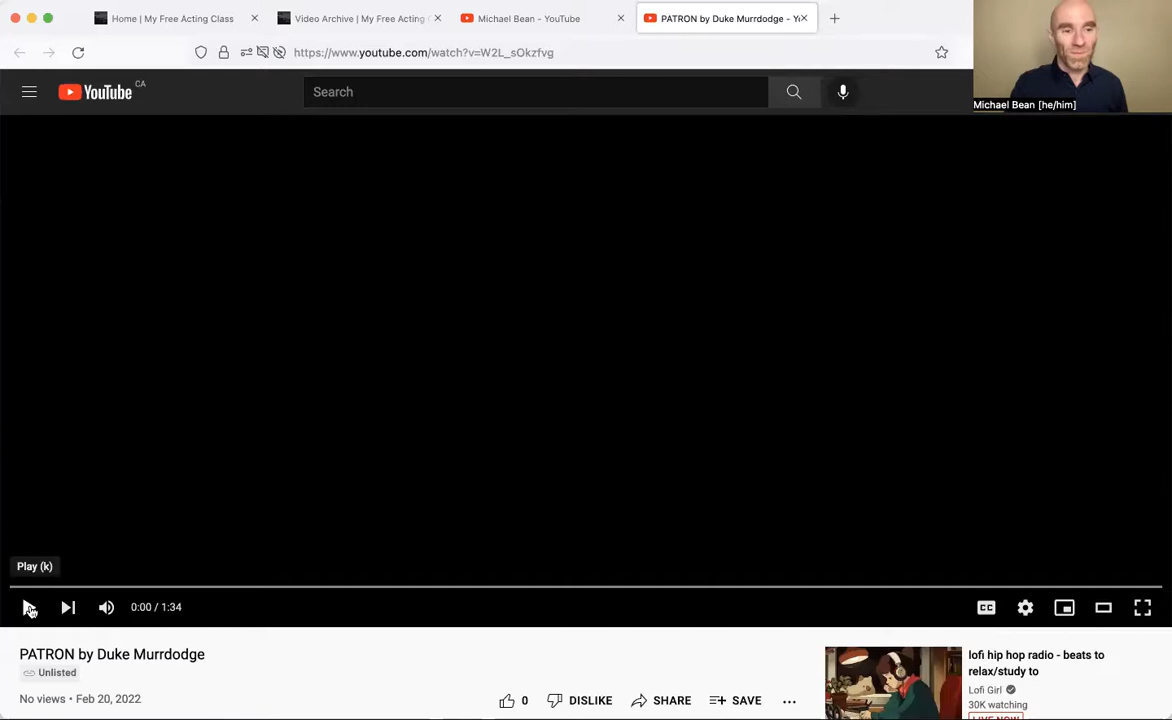 Home | My Free Acting Class
Video Archive | My Free Acting C
Michael Bean - YouTube
PATRON by Duke Murrdodge - Yo
https://www.youtube.com/watch?v=W2L_sOkzfvg
YouTube CA
Search
Michael Bean [he/him]
Play (k)
0:00 / 1:34
CC
PATRON by Duke Murrdodge
Unlisted
No views • Feb 20, 2022
0
DISLIKE
SHARE
SAVE
lofi hip hop radio - beats to
relax/study to
Lofi Girl
30K watching
LIVE NOW